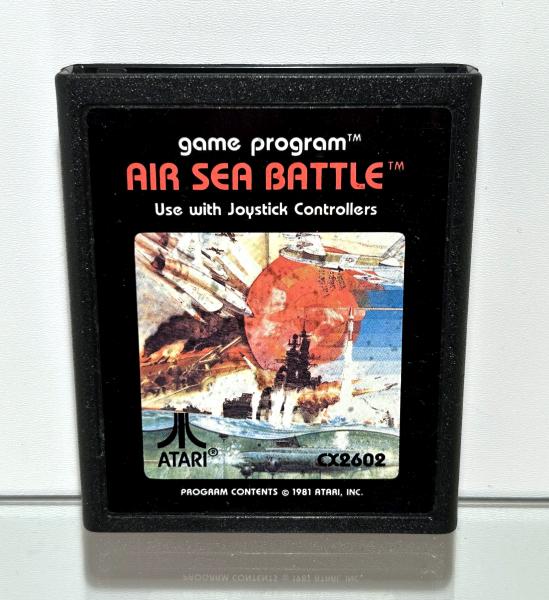 game program™
AIR SEA BATTLE™
Use with Joystick Controllers
ATARI®
CX2602
PROGRAM CONTENTS © 1981 ATARI, INC.